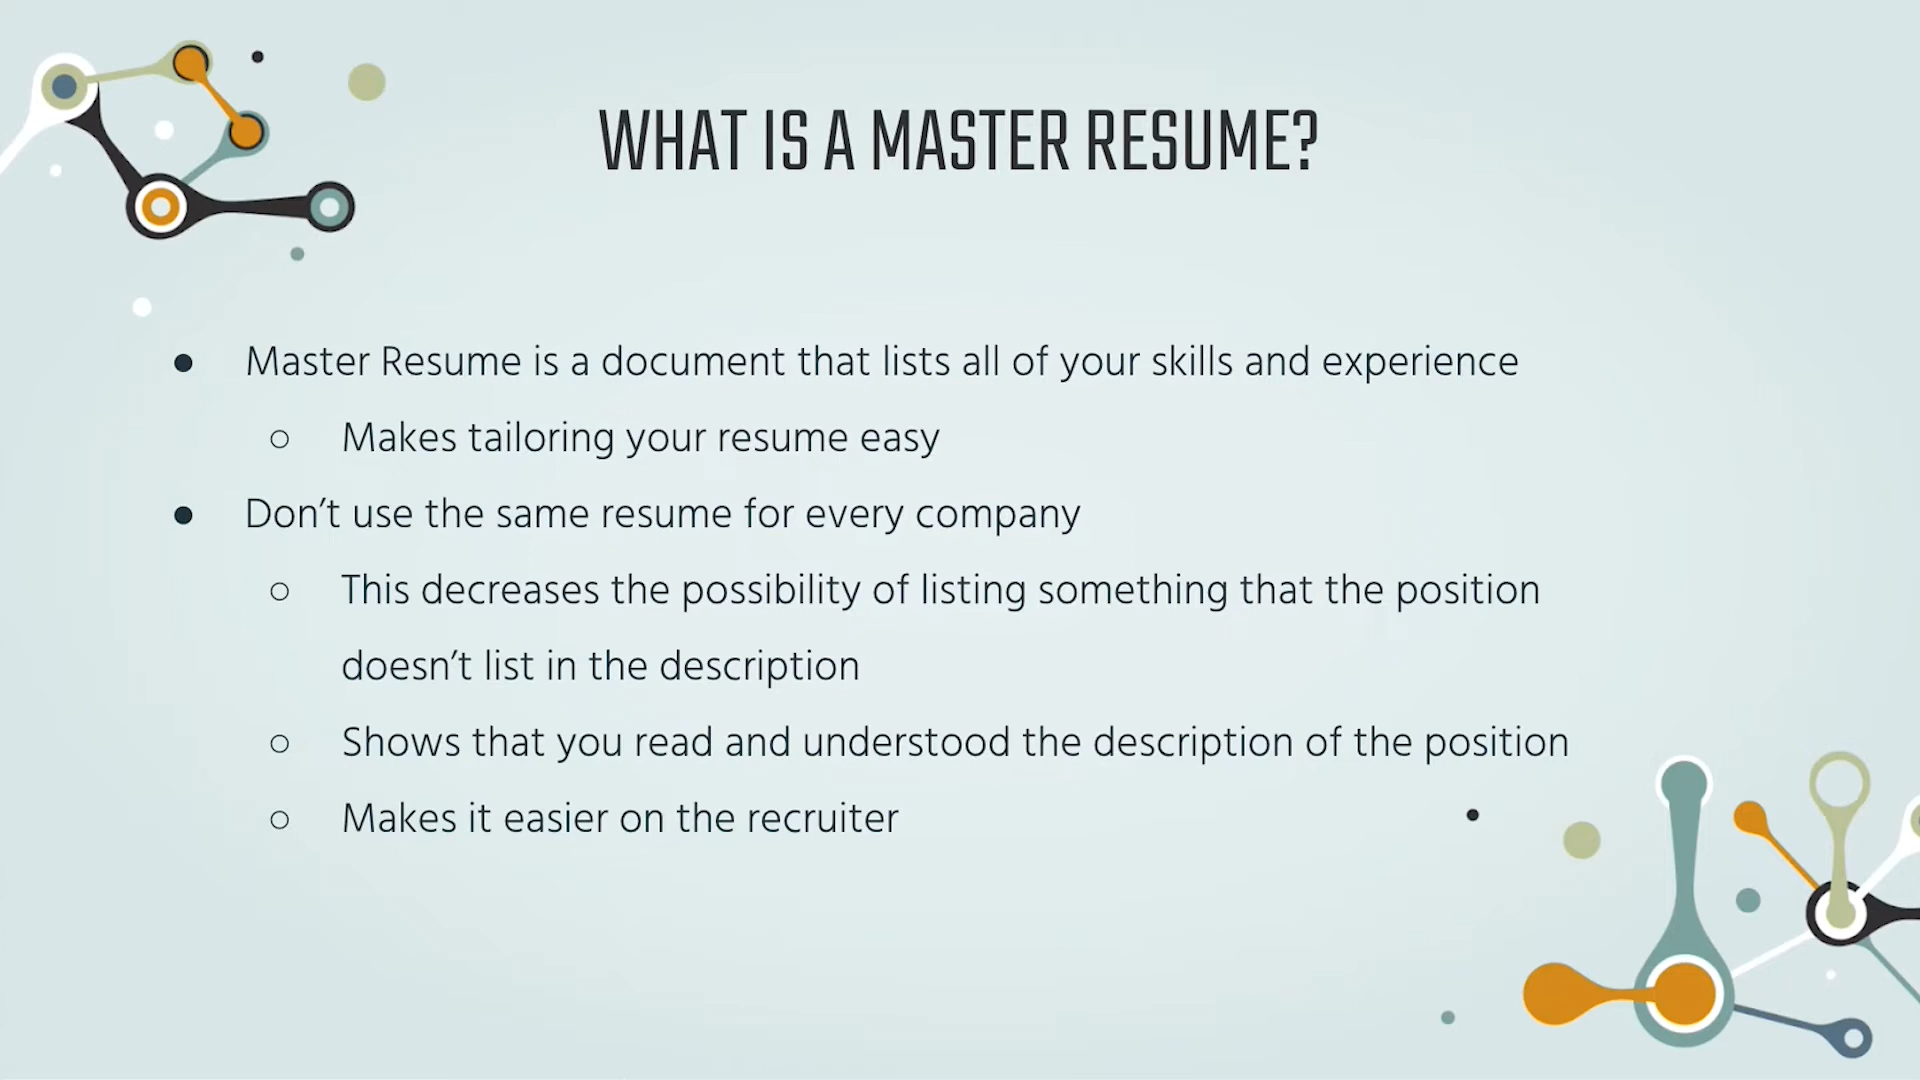 WHAT IS A MASTER RESUME?
● Master Resume is a document that lists all of your skills and experience
○ Makes tailoring your resume easy
● Don’t use the same resume for every company
○ This decreases the possibility of listing something that the position
doesn’t list in the description
○ Shows that you read and understood the description of the position
○ Makes it easier on the recruiter